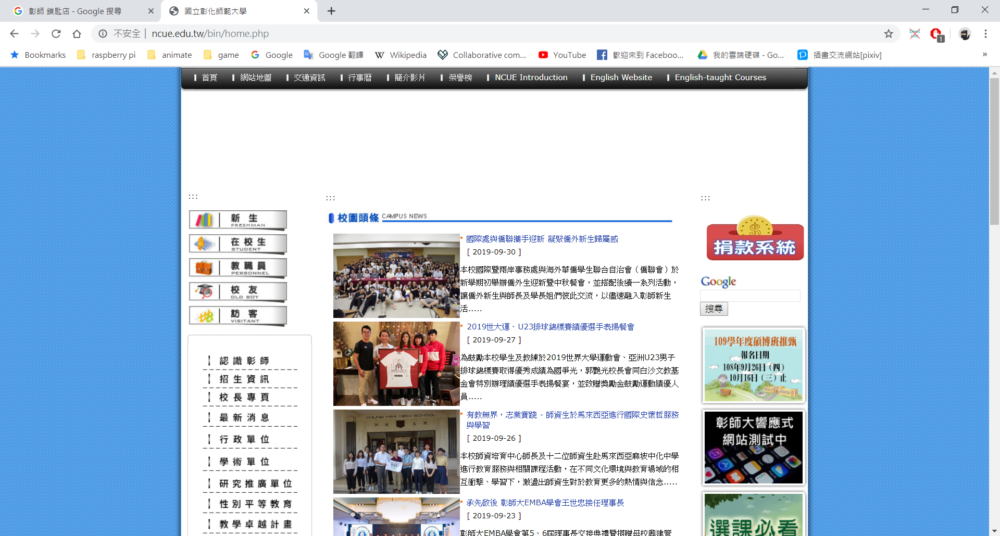 彰師 鎖匙店 - Google 搜尋
國立彰化師範大學
不安全 | ncue.edu.tw/bin/home.php
1
Bookmarks
raspberry pi
animate
game
Google
Google 翻譯
Wikipedia
Collaborative com...
YouTube
歡迎來到 Faceboo...
我的雲端硬碟 - Go...
插畫交流網站[pixiv]
»
首頁
網站地圖
交通資訊
行事曆
簡介影片
榮譽榜
NCUE Introduction
English Website
English-taught Courses
:::
新 生
FRESHMAN
在 校 生
STUDENT
教 職 員
PERSONNEL
校 友
OLD BOY
訪 客
VISITANT
認 識 彰 師
招 生 資 訊
校 長 專 頁
最 新 消 息
行 政 單 位
學 術 單 位
研 究 推 廣 單 位
性 別 平 等 教 育
教 學 卓 越 計 畫
:::
校園頭條 CAMPUS NEWS
國際處與僑聯攜手迎新 凝聚僑外新生歸屬感
[ 2019-09-30 ]
本校國際暨兩岸事務處與海外華僑學生聯合自治會（僑聯會）於
新學期初舉辦僑外生迎新暨中秋餐會，並搭配後續一系列活動，
讓僑外新生與師長及學長姐們彼此交流，以儘速融入彰師新生
活.....
2019世大運、U23排球錦標賽績優選手表揚餐會
[ 2019-09-27 ]
為鼓勵本校學生及教練於2019世界大學運動會、亞洲U23男子
排球錦標賽取得優秀成績為國爭光，郭艷光校長會同白沙文教基
金會特別辦理績優選手表揚餐宴，並致贈獎勵金鼓勵運動績優人
員.....
CHUNG HWA HIGH SCHOOL
有教無界，志業實踐 - 師資生於馬來西亞進行國際史懷哲服務
與學習
[ 2019-09-26 ]
本校師資培育中心師長及十二位師資生赴馬來西亞麻坡中化中學
進行教育服務與相關課程活動，在不同文化環境與教育場域的相
互衝擊、學習下，激盪出師資生對於教育更多的熱情與信念.....
承先啟後 彰師大EMBA學會王世忠接任理事長
[ 2019-09-23 ]
彰師大EMBA學會第5、6屆理事長交接典禮暨捐贈母校興建管
:::
捐款系統
Google
搜尋
109學年度碩博班推甄
報名日期
108年9月26日（四）
10月16日（三）止
彰師大響應式
網站測試中
選課必看